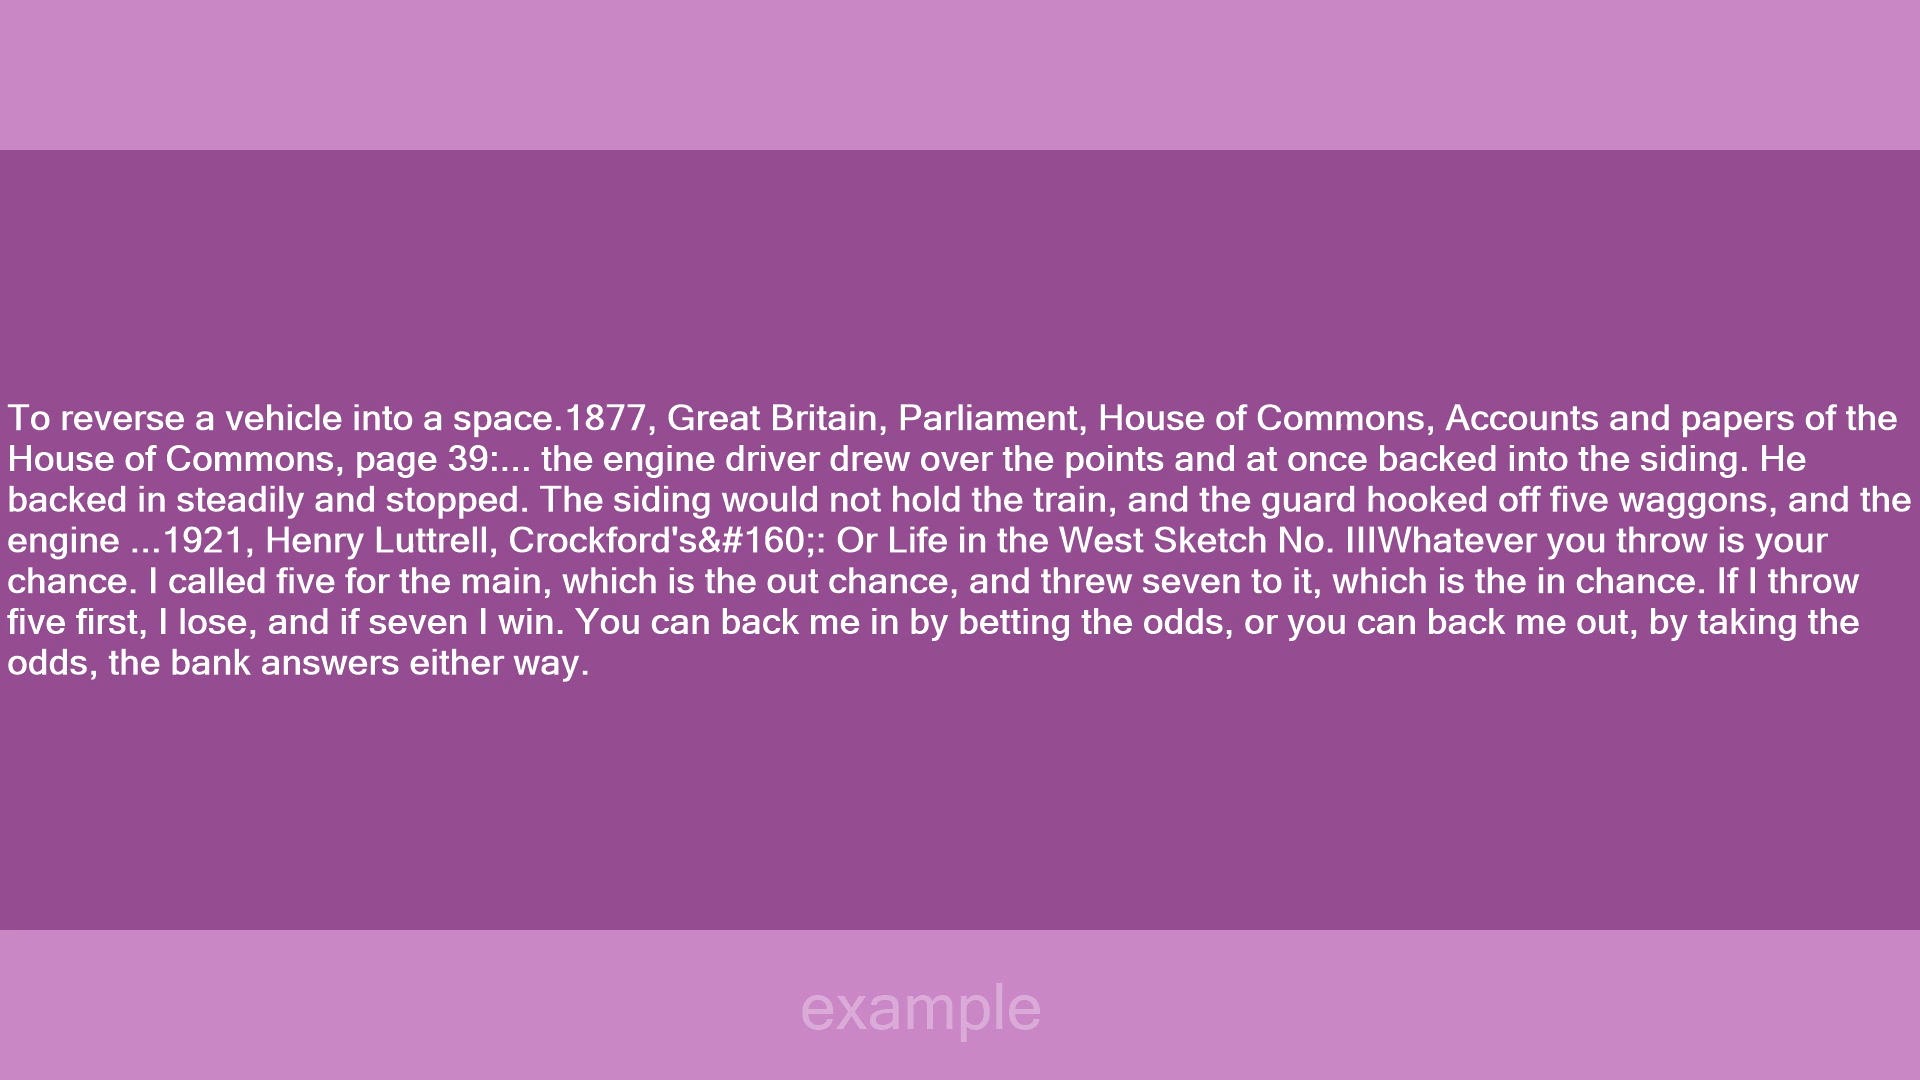 To reverse a vehicle into a space.1877, Great Britain, Parliament, House of Commons, Accounts and papers of the
House of Commons, page 39:... the engine driver drew over the points and at once backed into the siding. He
backed in steadily and stopped. The siding would not hold the train, and the guard hooked off five waggons, and the
engine ...1921, Henry Luttrell, Crockford's&#160;: Or Life in the West Sketch No. IIIWhatever you throw is your
chance. I called five for the main, which is the out chance, and threw seven to it, which is the in chance. If I throw
five first, I lose, and if seven I win. You can back me in by betting the odds, or you can back me out, by taking the
odds, the bank answers either way.
example